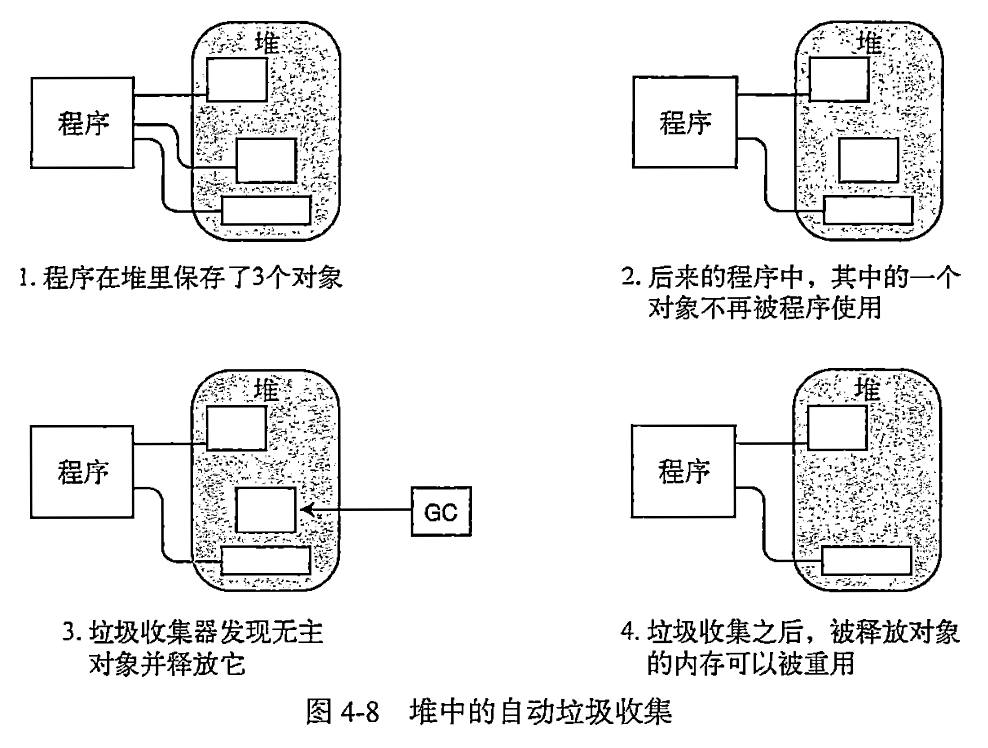 堆
程序
1. 程序在堆里保存了3个对象
堆
程序
2. 后来的程序中，其中的一个
对象不再被程序使用
堆
程序
GC
3. 垃圾收集器发现无主
对象并释放它
堆
程序
4. 垃圾收集之后，被释放对象
的内存可以被重用
图 4-8 堆中的自动垃圾收集